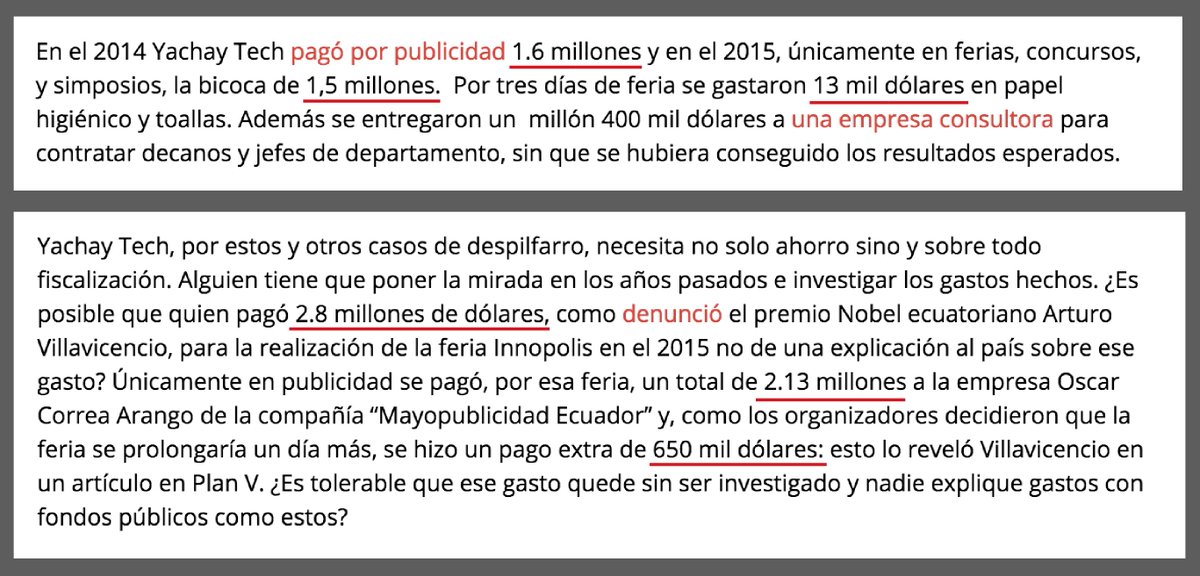 En el 2014 Yachay Tech pagó por publicidad 1.6 millones y en el 2015, únicamente en ferias, concursos,
y simposios, la bicoca de 1,5 millones. Por tres días de feria se gastaron 13 mil dólares en papel
higiénico y toallas. Además se entregaron un millón 400 mil dólares a una empresa consultora para
contratar decanos y jefes de departamento, sin que se hubiera conseguido los resultados esperados.
Yachay Tech, por estos y otros casos de despilfarro, necesita no solo ahorro sino y sobre todo
fiscalización. Alguien tiene que poner la mirada en los años pasados e investigar los gastos hechos. ¿Es
posible que quien pagó 2.8 millones de dólares, como denunció el premio Nobel ecuatoriano Arturo
Villavicencio, para la realización de la feria Innopolis en el 2015 no de una explicación al país sobre ese
gasto? Únicamente en publicidad se pagó, por esa feria, un total de 2.13 millones a la empresa Oscar
Correa Arango de la compañía “Mayopublicidad Ecuador” y, como los organizadores decidieron que la
feria se prolongaría un día más, se hizo un pago extra de 650 mil dólares: esto lo reveló Villavicencio en
un artículo en Plan V. ¿Es tolerable que ese gasto quede sin ser investigado y nadie explique gastos con
fondos públicos como estos?